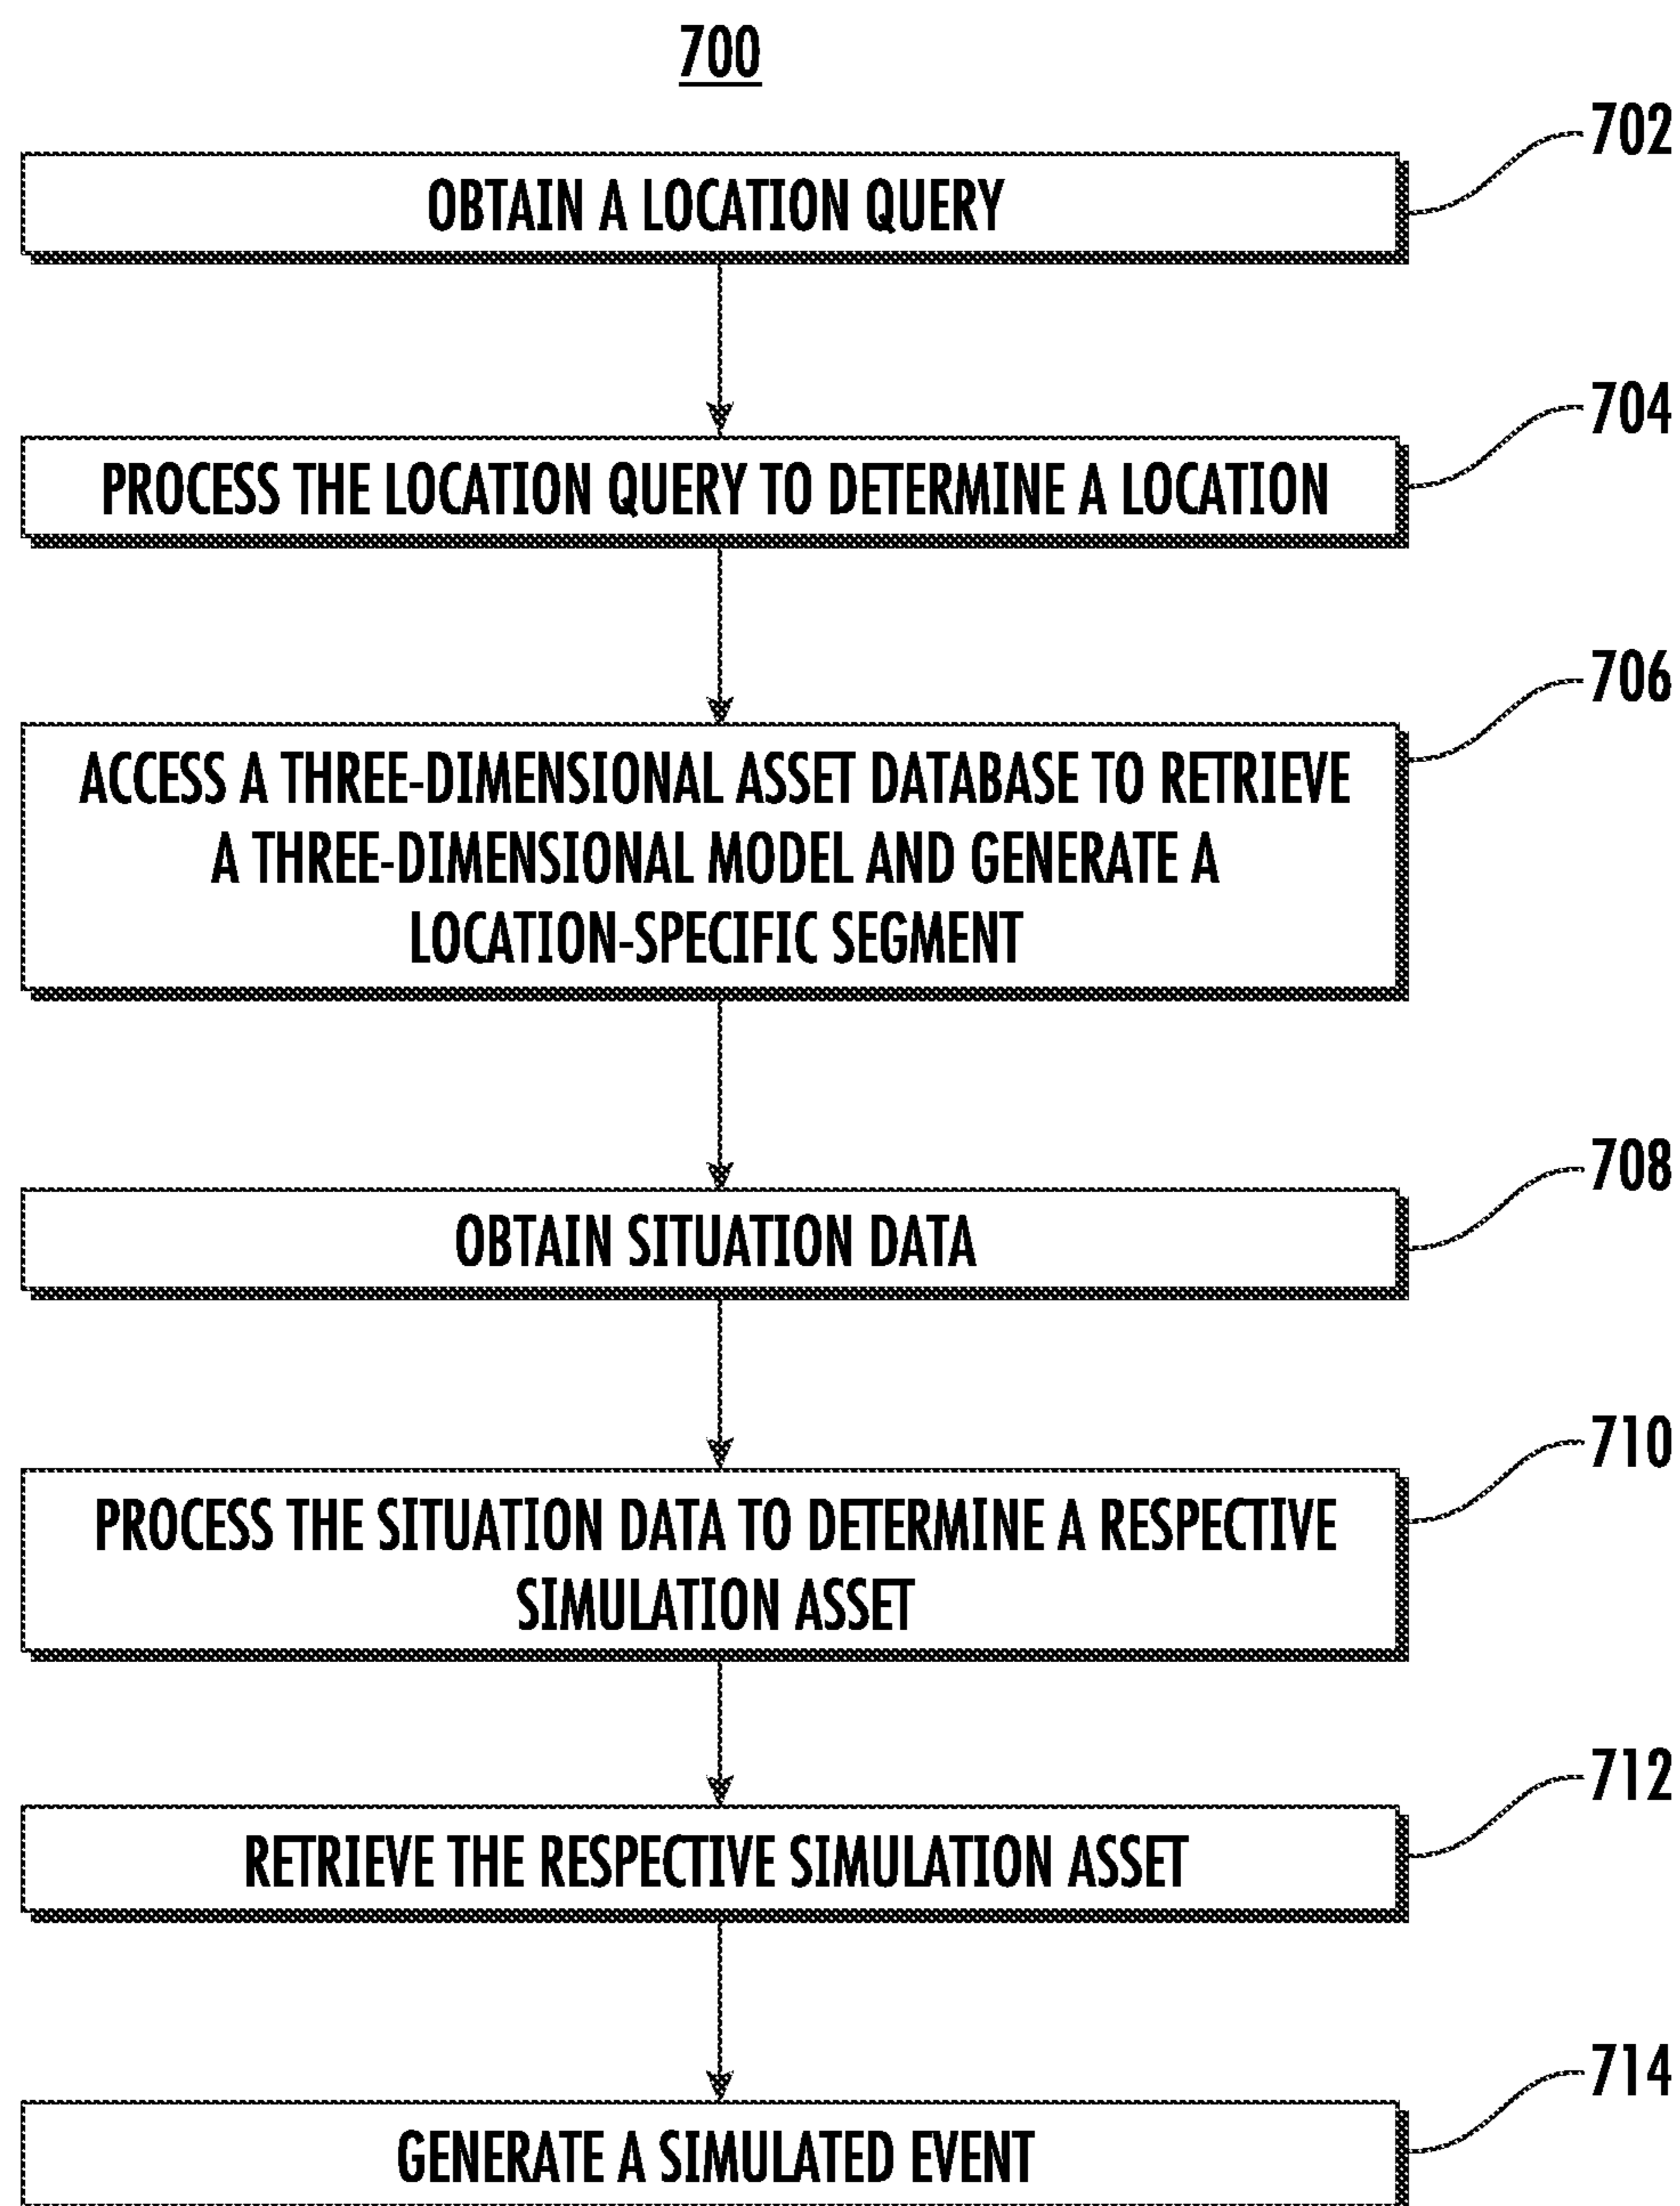 700
702
OBTAIN A LOCATION QUERY
704
PROCESS THE LOCATION QUERY TO DETERMINE A LOCATION
706
ACCESS A THREE-DIMENSIONAL ASSET DATABASE TO RETRIEVE
A THREE-DIMENSIONAL MODEL AND GENERATE A
LOCATION-SPECIFIC SEGMENT
708
OBTAIN SITUATION DATA
710
PROCESS THE SITUATION DATA TO DETERMINE A RESPECTIVE
SIMULATION ASSET
712
RETRIEVE THE RESPECTIVE SIMULATION ASSET
714
GENERATE A SIMULATED EVENT